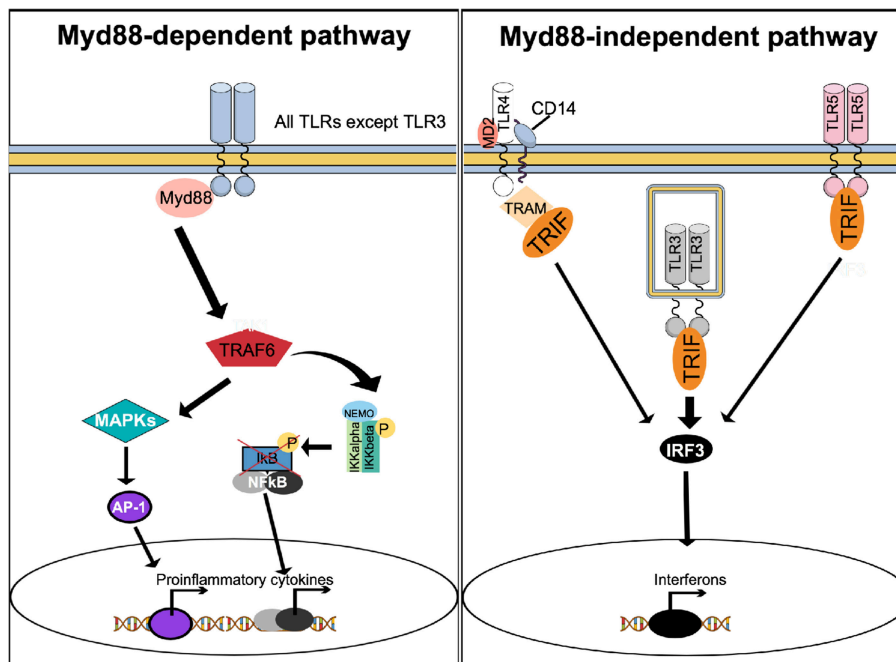 Myd88-dependent pathway
All TLRs except TLR3
Myd88
TRAF6
MAPKs
NEMO
IKKalpha
IKKbeta
P
P
IkB
NFkB
AP-1
Proinflammatory cytokines
Myd88-independent pathway
MD2
TLR4
CD14
TRAM
TRIF
TLR3
TLR3
TRIF
TLR5
TLR5
TRIF
IRF3
Interferons